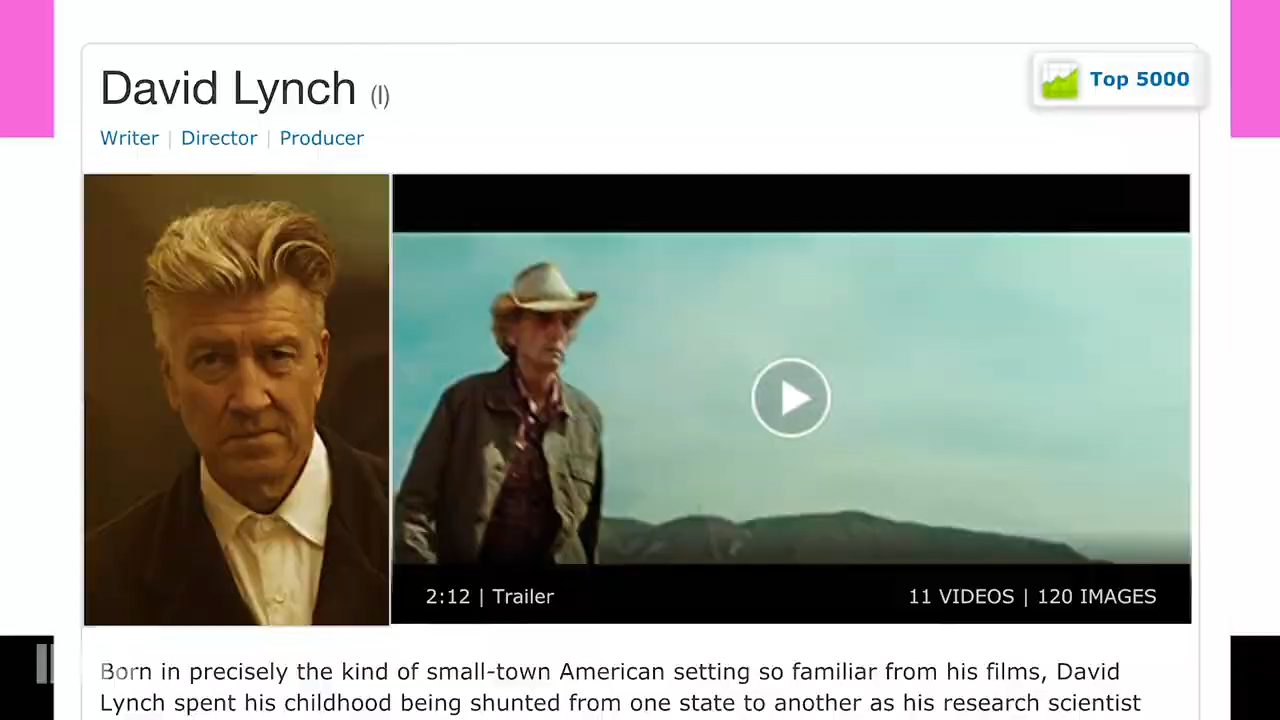 David Lynch (I)
Top 5000
Writer | Director | Producer
2:12 | Trailer
11 VIDEOS | 120 IMAGES
Born in precisely the kind of small-town American setting so familiar from his films, David
Lynch spent his childhood being shunted from one state to another as his research scientist